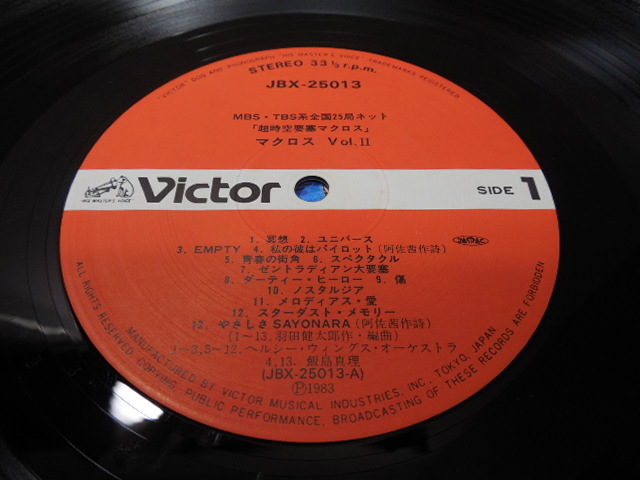 "VICTOR" DOG AND PHONOGRAPH "HIS MASTER'S VOICE" TRADEMARKS REGISTERED
STEREO 33 1/3 r.p.m.
JBX-25013
MBS・TBS系全国25局ネット
「超時空要塞マクロス」
マクロス Vol.II
"HIS MASTER'S VOICE"
Victor
SIDE 1
1. 冥想 2. ユニバース
3. EMPTY 4. 私の彼はパイロット (阿佐茜作詩)
5. 青春の街角 6. スペクタクル
7. ゼントラディアン大要塞
8. ダーティー・ヒーロー 9. 傷
10. ノスタルジア
11. メロディアス・愛
12. スターダスト・メモリー
13. やさしさSAYONARA (阿佐茜作詩)
(1〜13. 羽田健太郎作・編曲)
1〜3,5〜12. ヘルシー・ウィングス・オーケストラ
4,13. 飯島真理
(JBX-25013-A)
Ⓟ1983
MANUFACTURED BY VICTOR MUSICAL INDUSTRIES, INC., TOKYO, JAPAN.
ALL RIGHTS RESERVED. COPYING, PUBLIC PERFORMANCE, BROADCASTING OF THESE RECORDS ARE FORBIDDEN